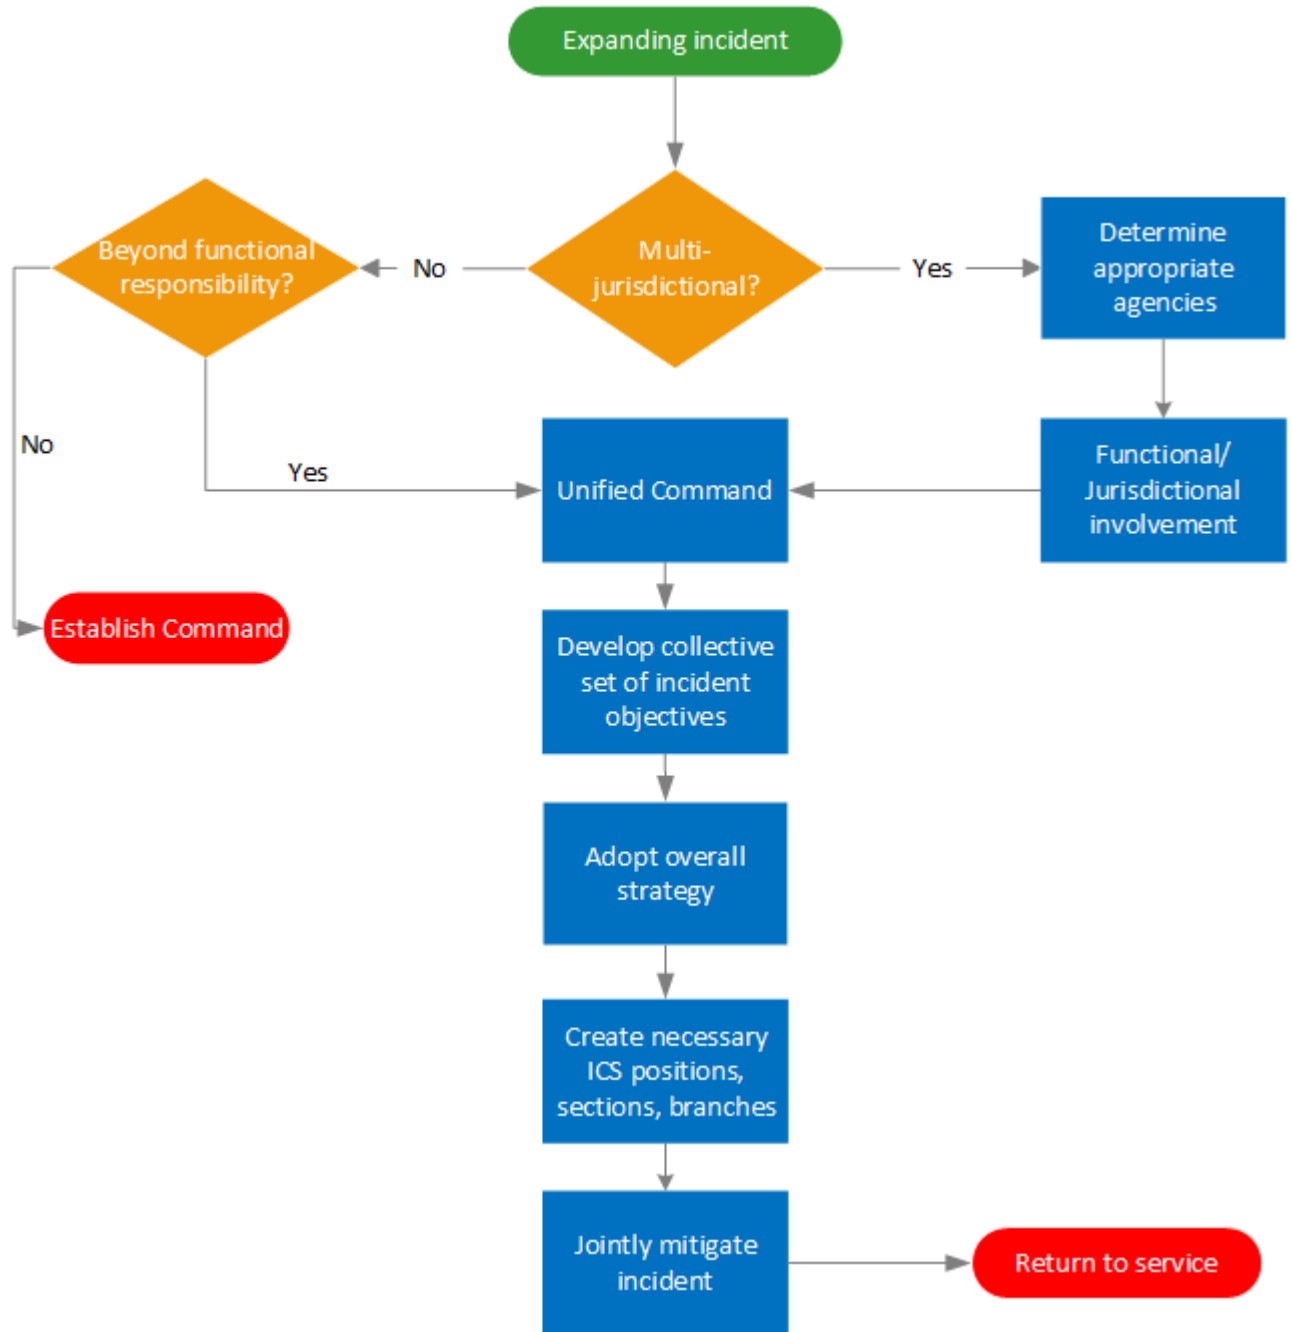 Expanding incident
Beyond functional
responsibility?
No
Multi-
jurisdictional?
Yes
Determine
appropriate
agencies
No
Yes
Unified Command
Functional/
Jurisdictional
involvement
Establish Command
Develop collective
set of incident
objectives
Adopt overall
strategy
Create necessary
ICS positions,
sections, branches
Jointly mitigate
incident
Return to service